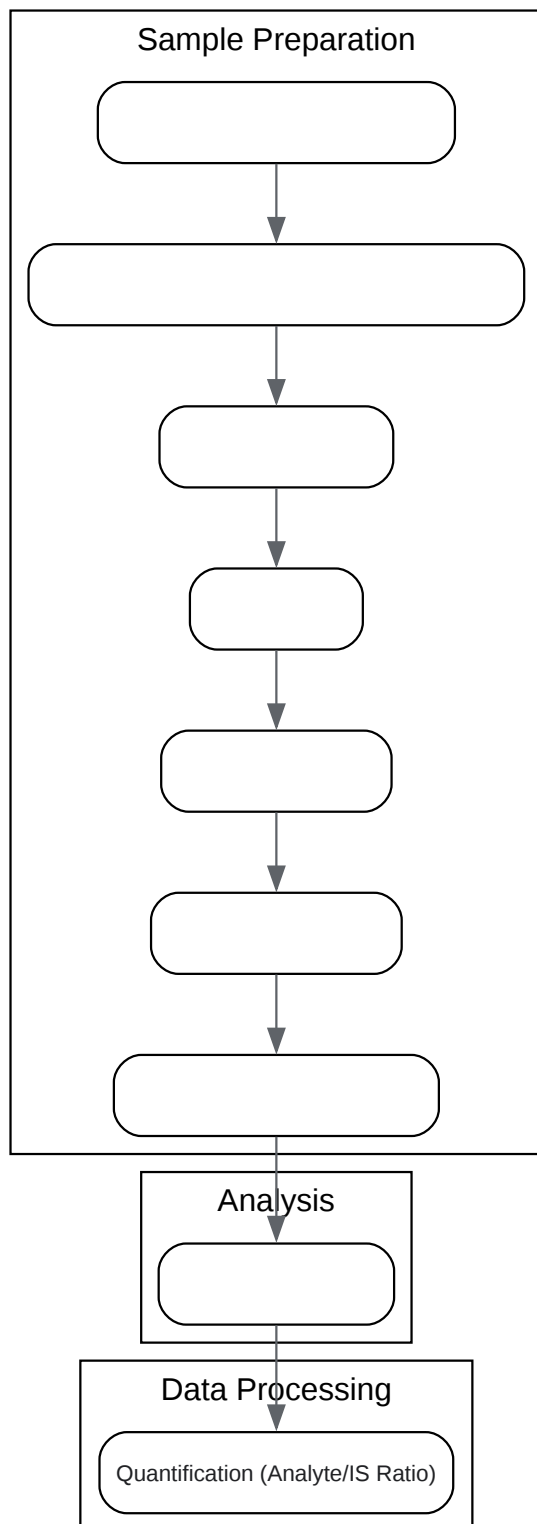 Sample Preparation
Analysis
Data Processing
Quantification (Analyte/IS Ratio)